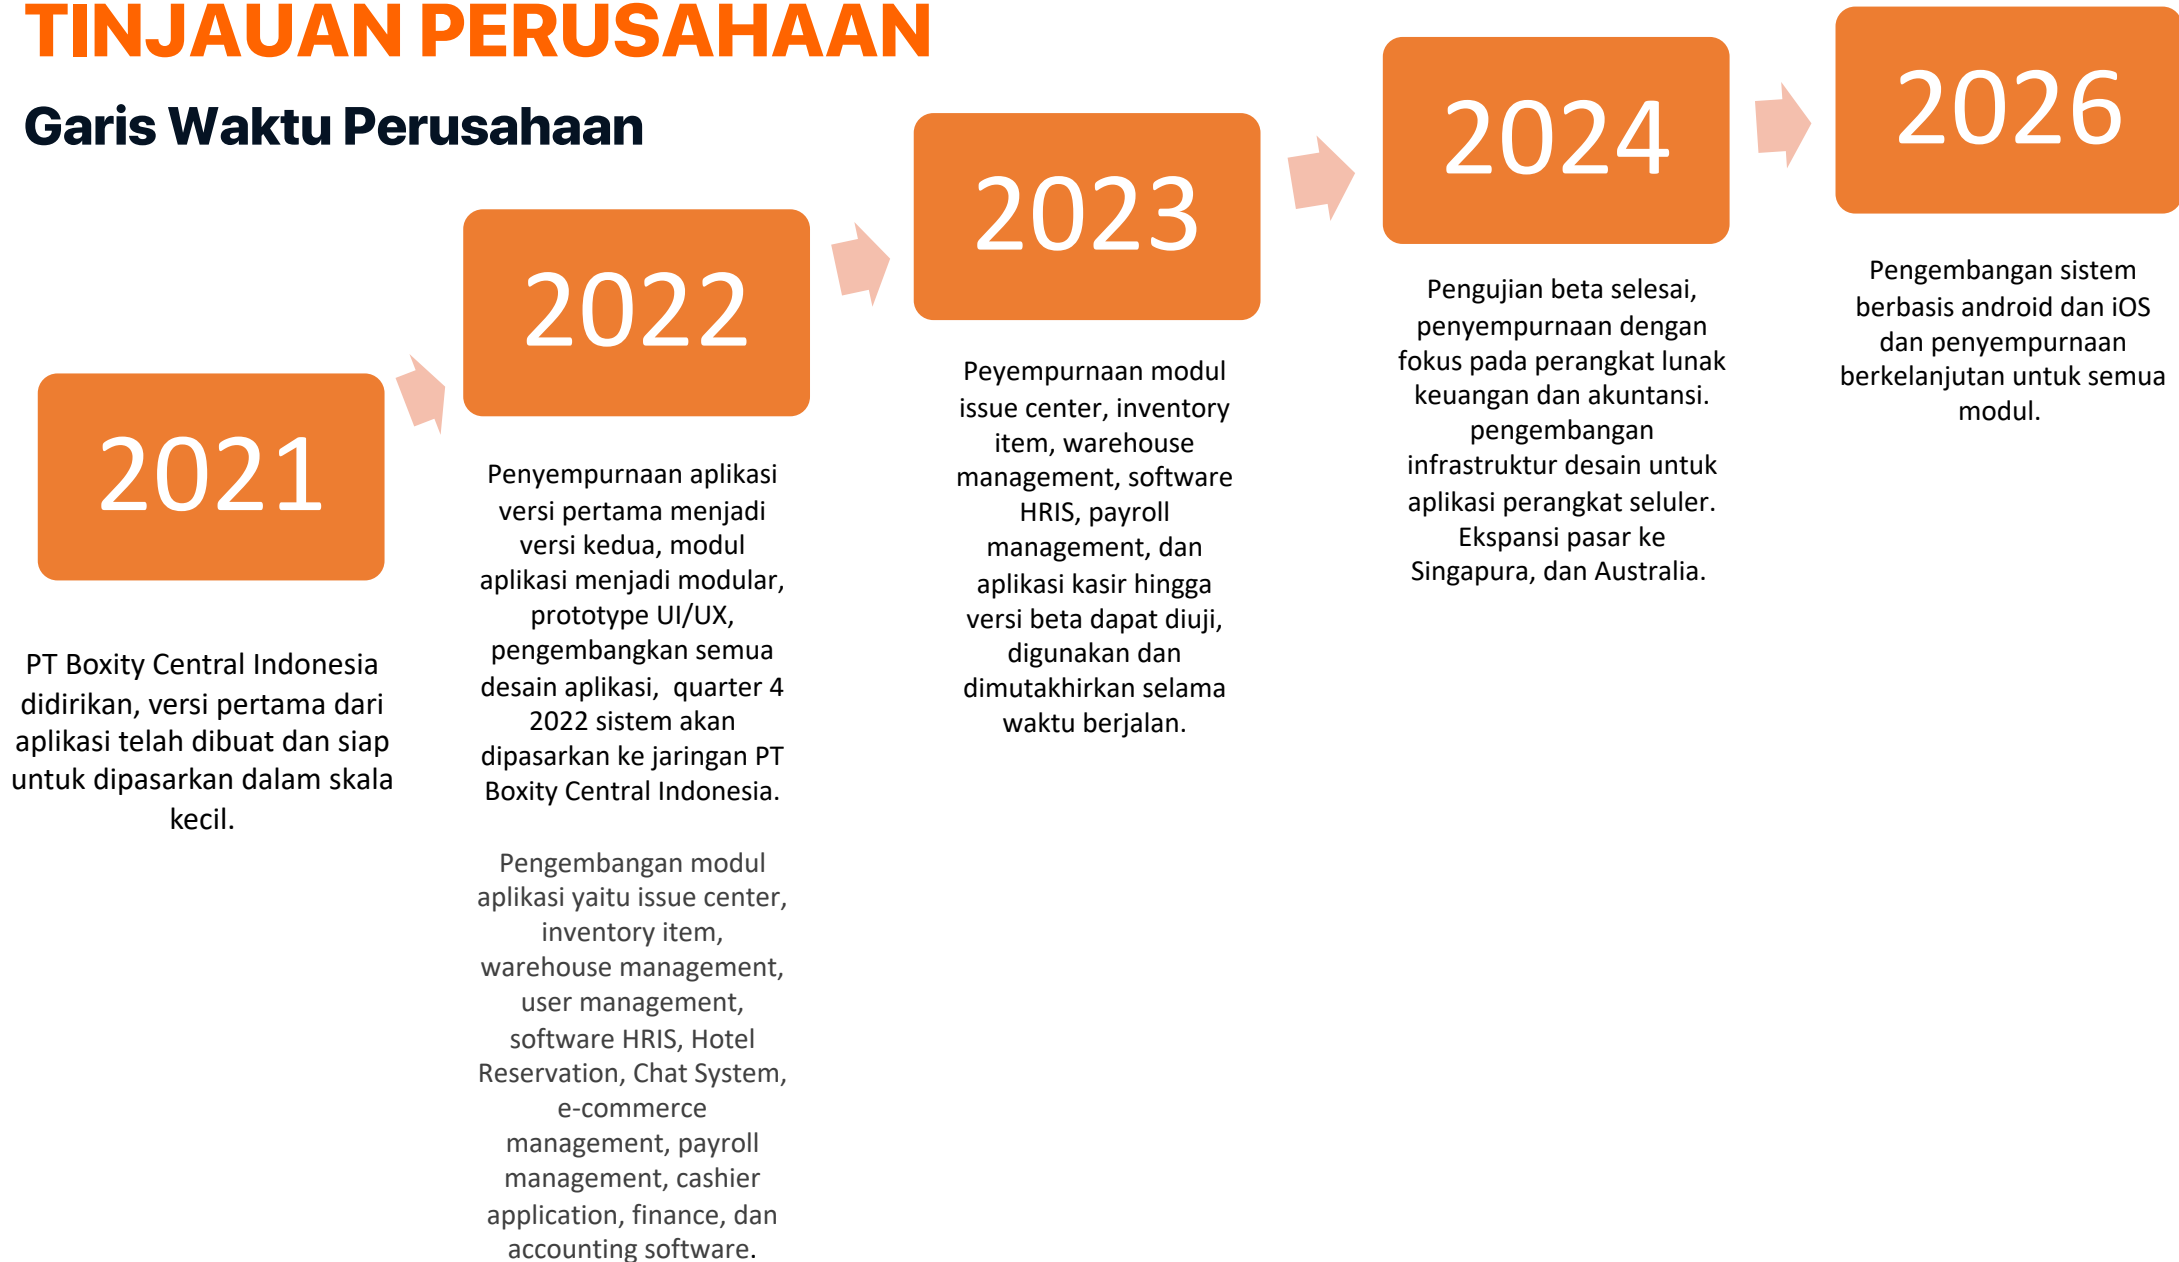 TINJAUAN PERUSAHAAN
Garis Waktu Perusahaan
2021
PT Boxity Central Indonesia
didirikan, versi pertama dari
aplikasi telah dibuat dan siap
untuk dipasarkan dalam skala
kecil.
2022
Penyempurnaan aplikasi
versi pertama menjadi
versi kedua, modul
aplikasi menjadi modular,
prototype UI/UX,
pengembangkan semua
desain aplikasi, quarter 4
2022 sistem akan
dipasarkan ke jaringan PT
Boxity Central Indonesia.
Pengembangan modul
aplikasi yaitu issue center,
inventory item,
warehouse management,
user management,
software HRIS, Hotel
Reservation, Chat System,
e-commerce
management, payroll
management, cashier
application, finance, dan
accounting software.
2023
Peyempurnaan modul
issue center, inventory
item, warehouse
management, software
HRIS, payroll
management, dan
aplikasi kasir hingga
versi beta dapat diuji,
digunakan dan
dimutakhirkan selama
waktu berjalan.
2024
Pengujian beta selesai,
penyempurnaan dengan
fokus pada perangkat lunak
keuangan dan akuntansi.
pengembangan
infrastruktur desain untuk
aplikasi perangkat seluler.
Ekspansi pasar ke
Singapura, dan Australia.
2026
Pengembangan sistem
berbasis android dan iOS
dan penyempurnaan
berkelanjutan untuk semua
modul.